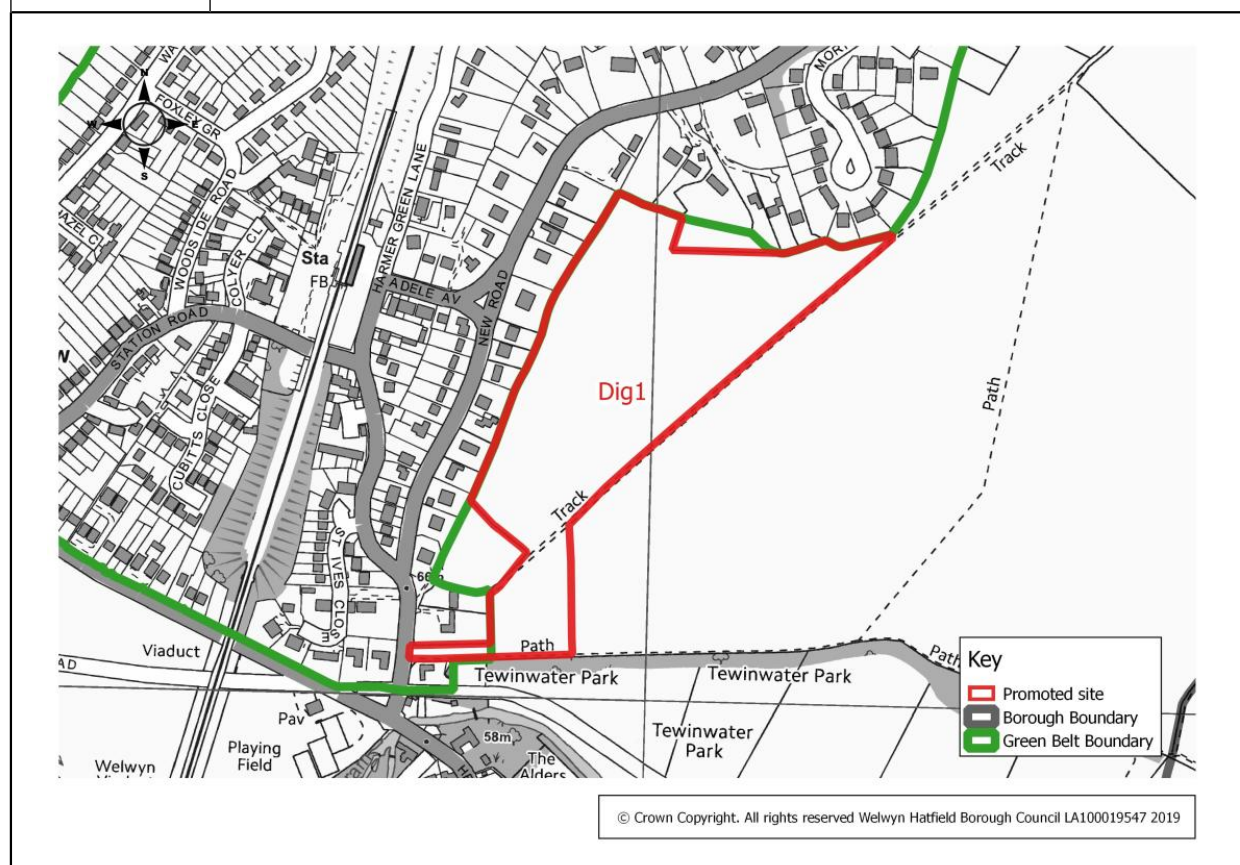 N
W
E
S
FOXLEY GR
WOODSIDE ROAD
COLYER CL
STATION ROAD
CUBITTS CLOSE
Sta
FB
HARMER GREEN LANE
ADELE AV
NEW ROAD
Track
Path
Dig1
Track
ST IVES CLOS
66m
Path
Viaduct
Tewinwater Park
Tewinwater Park
Path
Pav
Playing
Field
58m
The
Alders
Tewinwater
Park
Welwyn
Key
Promoted site
Borough Boundary
Green Belt Boundary
© Crown Copyright. All rights reserved Welwyn Hatfield Borough Council LA100019547 2019